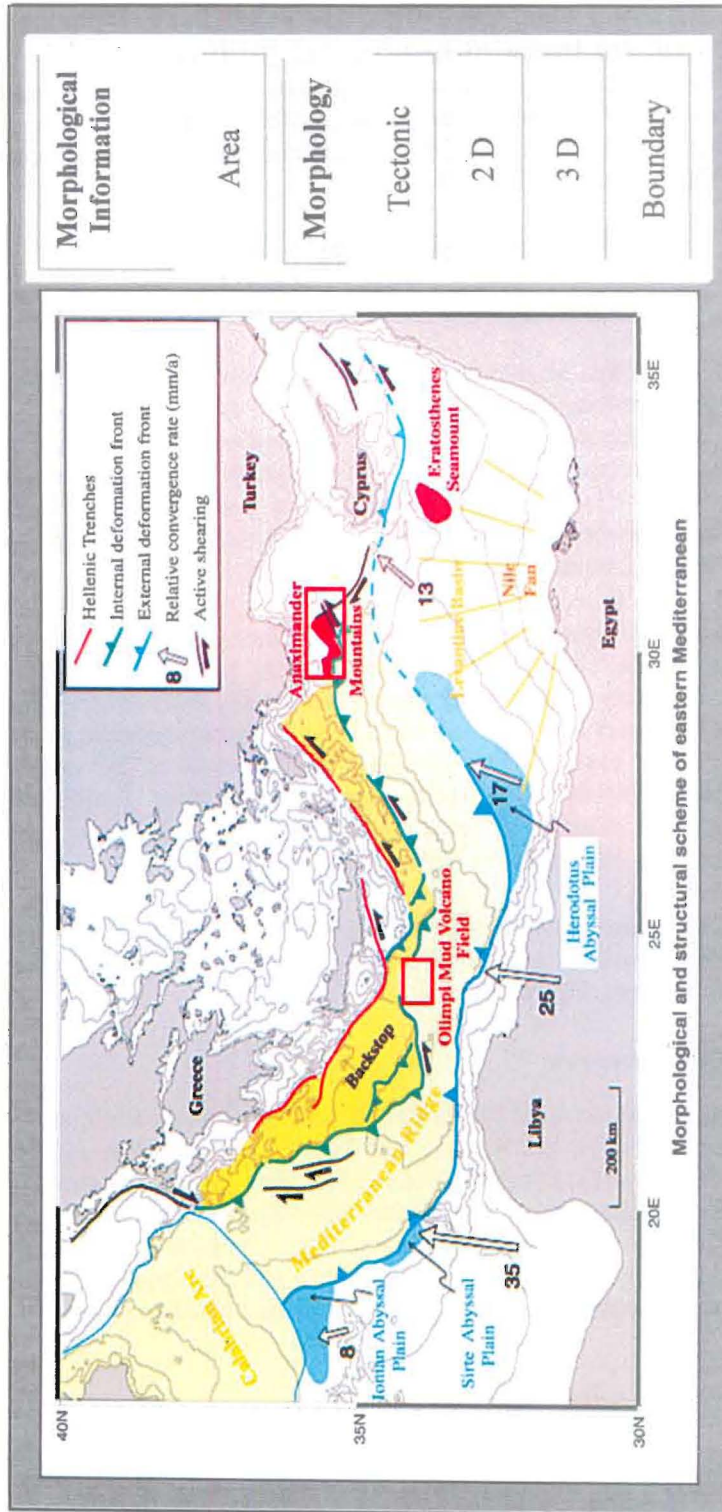 Morphological
Information
Area
Morphology
Tectonic
2 D
3 D
Boundary
Hellenic Trenches
Internal deformation front
External deformation front
8
Relative convergence rate (mm/a)
Active shearing
40N
35N
30N
20E
25E
30E
35E
Greece
Turkey
Cyprus
Anaximander
Mountains
Eratosthenes
Seamount
Calabrian Arc
Backstop
Mediterranean Ridge
Olimpi Mud Volcano
Field
Levantine Basin
Nile
Fan
Ionian Abyssal
Plain
Sirte Abyssal
Plain
Herodotus
Abyssal Plain
8
35
25
17
13
Libya
Egypt
200 km
Morphological and structural scheme of eastern Mediterranean